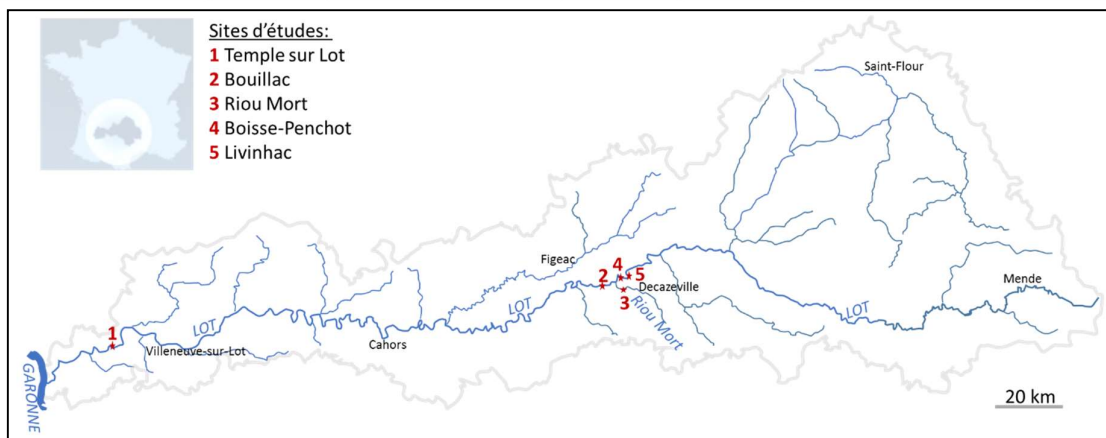 Sites d'études:
1 Temple sur Lot
2 Bouillac
3 Riou Mort
4 Boisse-Penchot
5 Livinhac
Saint-Flour
Figeac
4
5
2
Decazeville
3
Riou Mort
Mende
LOT
LOT
LOT
1
Villeneuve-sur-Lot
Cahors
GARONNE
20 km